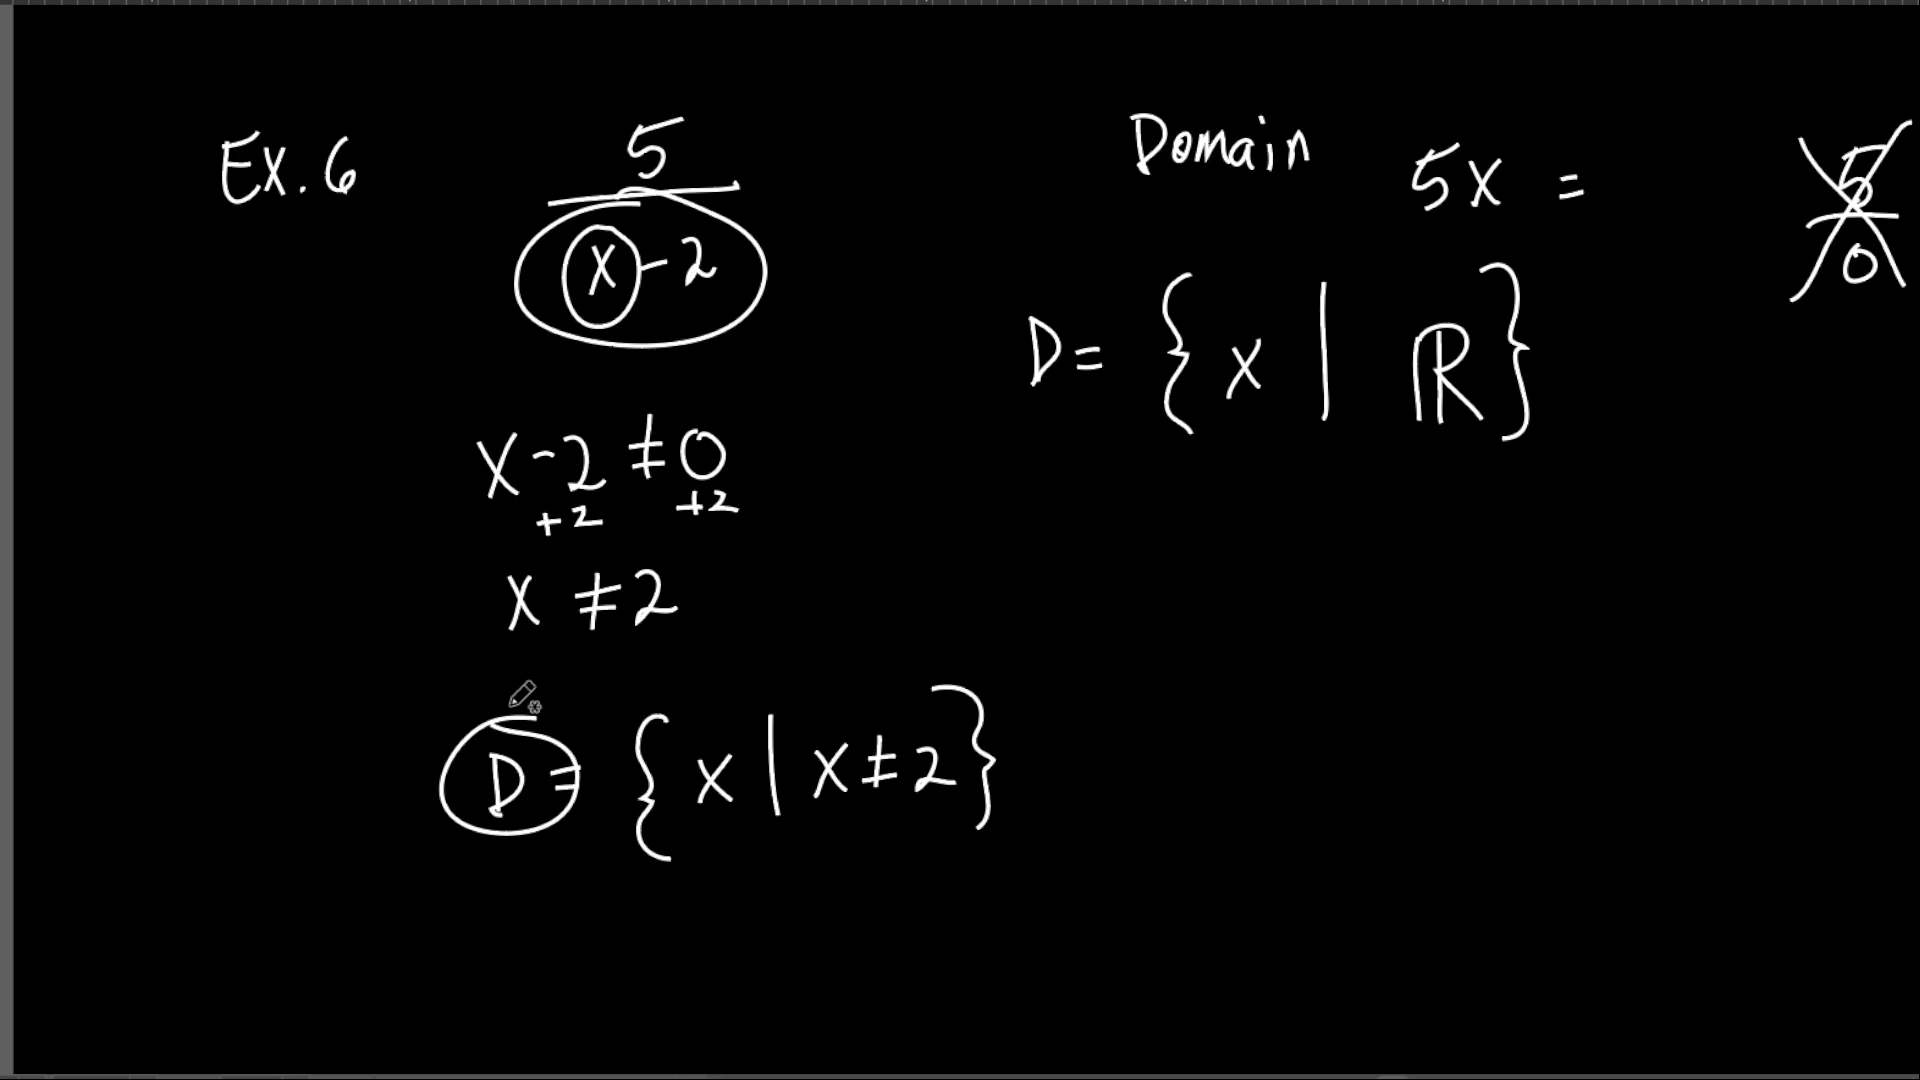 Ex. 6
5
x - 2
x - 2 ≠ 0
+2 +2
x ≠ 2
D = { x | x ≠ 2 }
Domain
5x =
5
0
D = { x | ℝ }